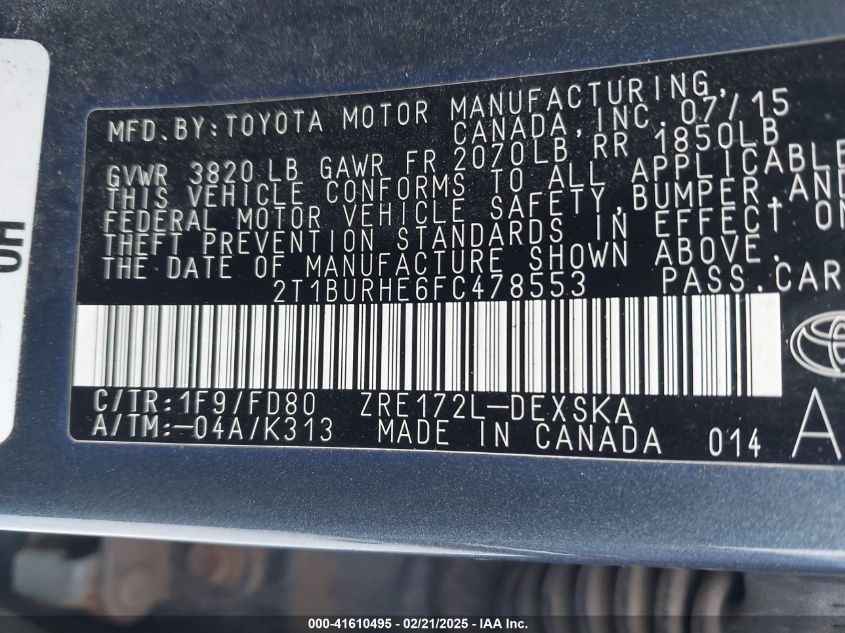 HO
MFD.BY:TOYOTA MOTOR MANUFACTURING,
CANADA,INC.07/15
GVWR 3820LB GAWR FR 2070LB RR 1850LB
THIS VEHICLE CONFORMS TO ALL APPLICABLE
FEDERAL MOTOR VEHICLE SAFETY,BUMPER,AND
THEFT PREVENTION STANDARDS IN EFFECT ON
THE DATE OF MANUFACTURE SHOWN ABOVE.
2T1BURHE6FC478553 PASS.CAR
C/TR:1F9/FD80 ZRE172L-DEXSKA
A/TM:-04A/K313 MADE IN CANADA 014 A
000-41610495 - 02/21/2025 - IAA Inc.